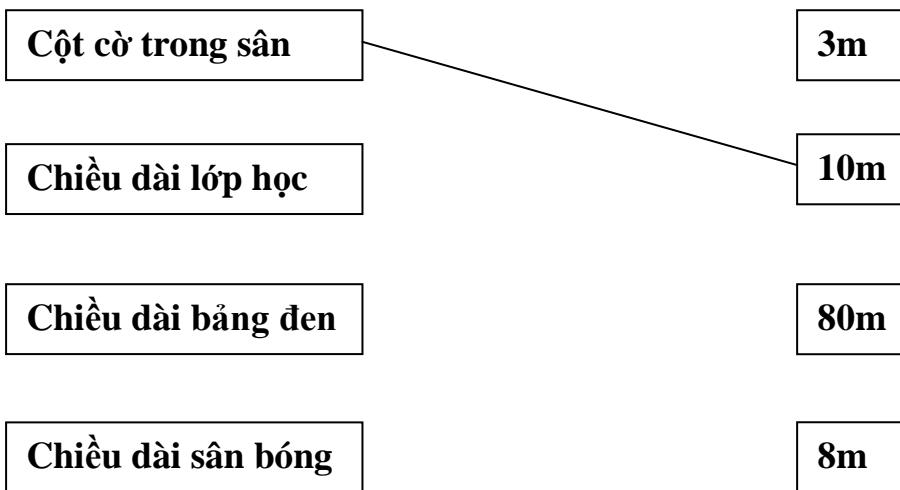 Cột cờ trong sân 3m
Chiều dài lớp học 10m
Chiều dài bảng đen 80m
Chiều dài sân bóng 8m